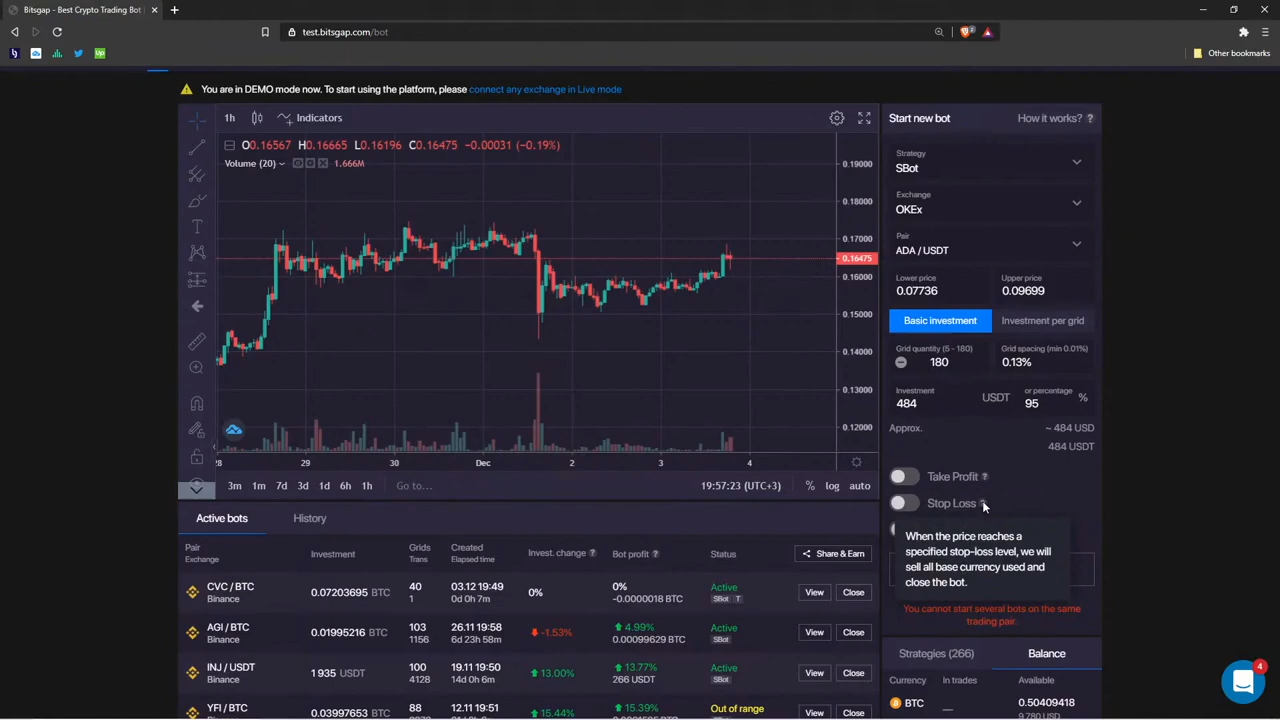 Bitsgap - Best Crypto Trading Bot
test.bitsgap.com/bot
Other bookmarks
You are in DEMO mode now. To start using the platform, please connect any exchange in Live mode
1h Indicators
O0.16567 H0.16665 L0.16196 C0.16475 -0.00031 (-0.19%)
Volume (20) 1.666M
0.19000
0.18000
0.17000
0.16475
0.16000
0.15000
0.14000
0.13000
0.12000
28 29 30 Dec 2 3 4
3m 1m 7d 3d 1d 6h 1h Go to... 19:57:23 (UTC+3) % log auto
Start new bot How it works? ?
Strategy
SBot
Exchange
OKEx
Pair
ADA / USDT
Lower price Upper price
0.07736 0.09699
Basic investment Investment per grid
Grid quantity (5 - 180) Grid spacing (min 0.01%)
180 0.13%
Investment or percentage
484 USDT 95 %
Approx. ~ 484 USD
484 USDT
Take Profit ?
Stop Loss
When the price reaches a
specified stop-loss level, we will
sell all base currency used and
close the bot.
You cannot start several bots on the same
trading pair.
Strategies (266) Balance
Currency In trades Available
BTC — 0.50409418
9 780 USD
Active bots History
Pair
Exchange Investment Grids
Trans Created
Elapsed time Invest. change ? Bot profit ? Status Share & Earn
CVC / BTC
Binance 0.07203695 BTC 40
1 03.12 19:49
0d 0h 7m 0% 0%
-0.0000018 BTC Active
SBot T View Close
AGI / BTC
Binance 0.01995216 BTC 103
1156 26.11 19:58
6d 23h 58m -1.53% 4.99%
0.00099629 BTC Active
SBot View Close
INJ / USDT
Binance 1 935 USDT 100
4128 19.11 19:50
14d 0h 6m 13.00% 13.77%
266 USDT Active
SBot View Close
YFI / BTC 0.03997653 BTC 88 12.11 19:51 15.44% 15.39% Out of range View Close
4